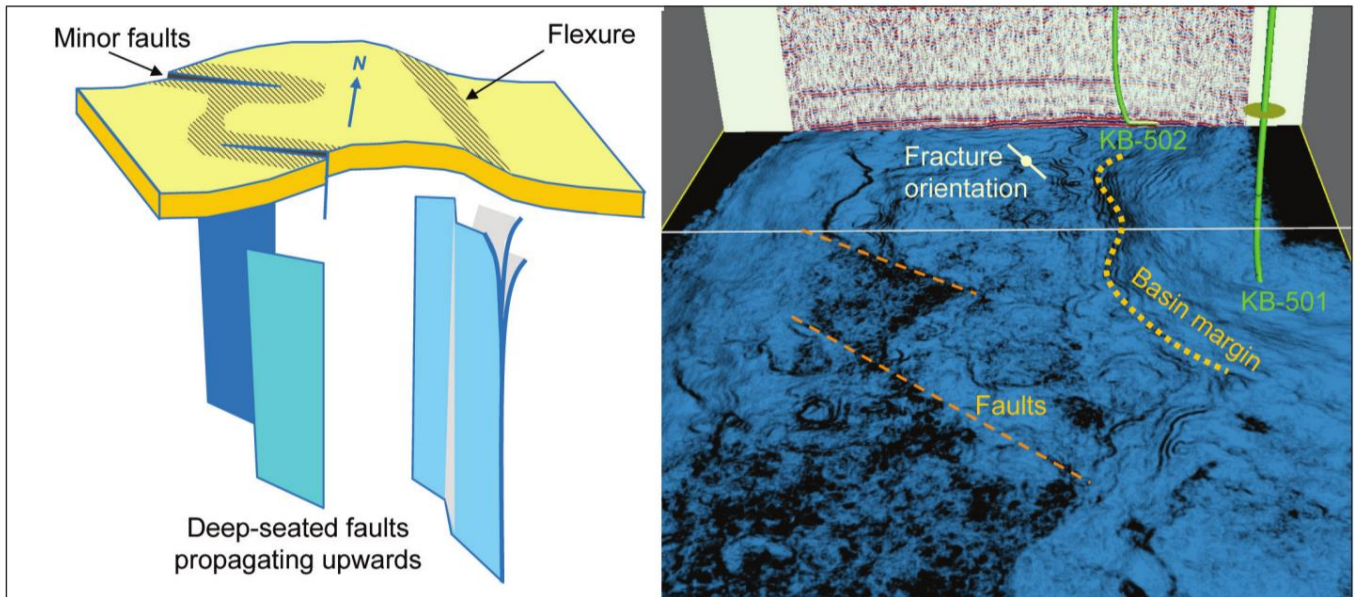 Minor faults
Flexure
N
Deep-seated faults
propagating upwards
KB-502
Fracture
orientation
KB-501
Basin margin
Faults